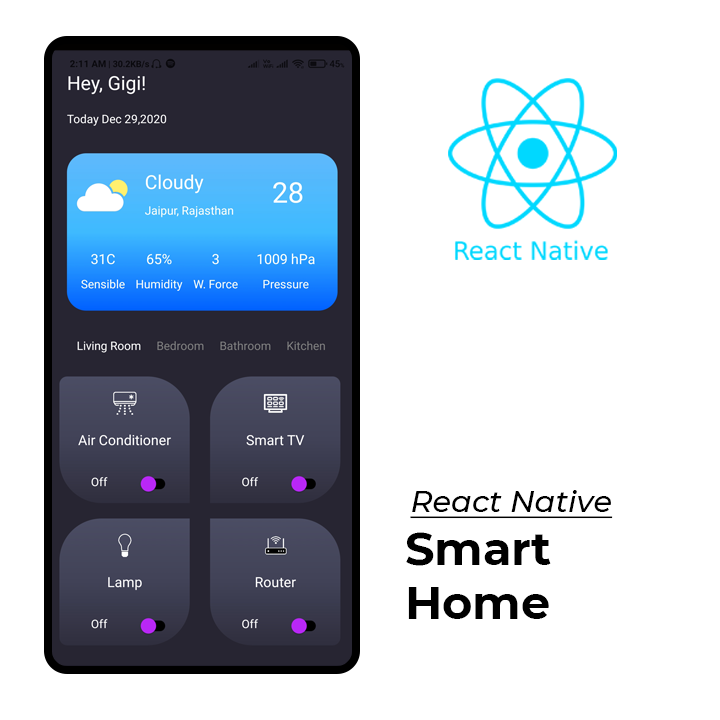 2:11 AM | 30.2KB/s
45%
Hey, Gigi!
Today Dec 29,2020
Cloudy
28
Jaipur, Rajasthan
31C 65% 3 1009 hPa
Sensible Humidity W. Force Pressure
Living Room Bedroom Bathroom Kitchen
Air Conditioner Smart TV
Off Off
Lamp Router
Off Off
React Native
React Native
Smart
Home